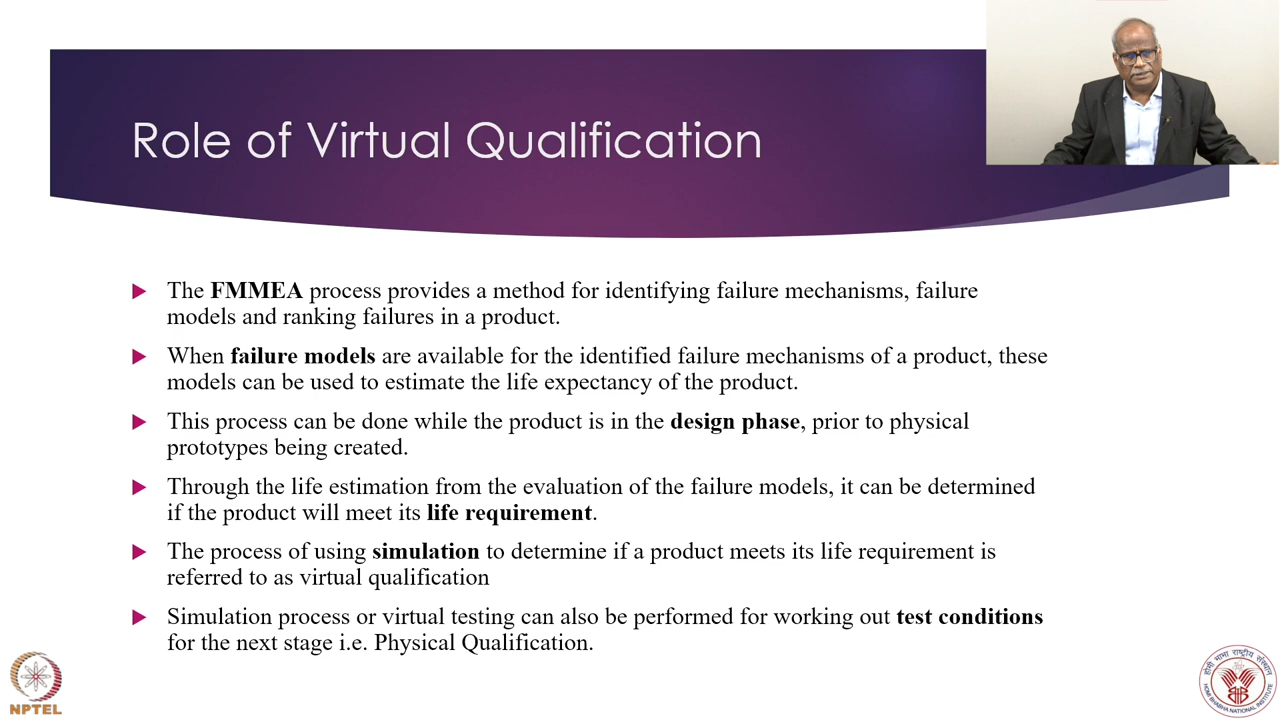 Role of Virtual Qualification
The FMMEA process provides a method for identifying failure mechanisms, failure
models and ranking failures in a product.
When failure models are available for the identified failure mechanisms of a product, these
models can be used to estimate the life expectancy of the product.
This process can be done while the product is in the design phase, prior to physical
prototypes being created.
Through the life estimation from the evaluation of the failure models, it can be determined
if the product will meet its life requirement.
The process of using simulation to determine if a product meets its life requirement is
referred to as virtual qualification
Simulation process or virtual testing can also be performed for working out test conditions
for the next stage i.e. Physical Qualification.
NPTEL
होमी भाभा राष्ट्रीय संस्थान
HOMI BHABHA NATIONAL INSTITUTE